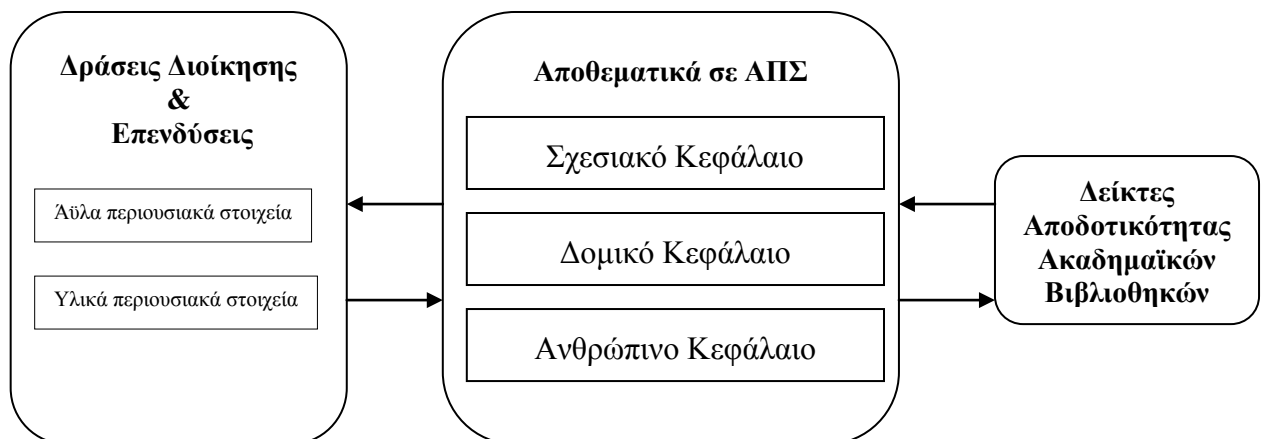 Δράσεις Διοίκησης
&
Επενδύσεις
Άϋλα περιουσιακά στοιχεία
Υλικά περιουσιακά στοιχεία
Αποθεματικά σε ΑΠΣ
Σχεσιακό Κεφάλαιο
Δομικό Κεφάλαιο
Ανθρώπινο Κεφάλαιο
Δείκτες
Αποδοτικότητας
Ακαδημαϊκών
Βιβλιοθηκών